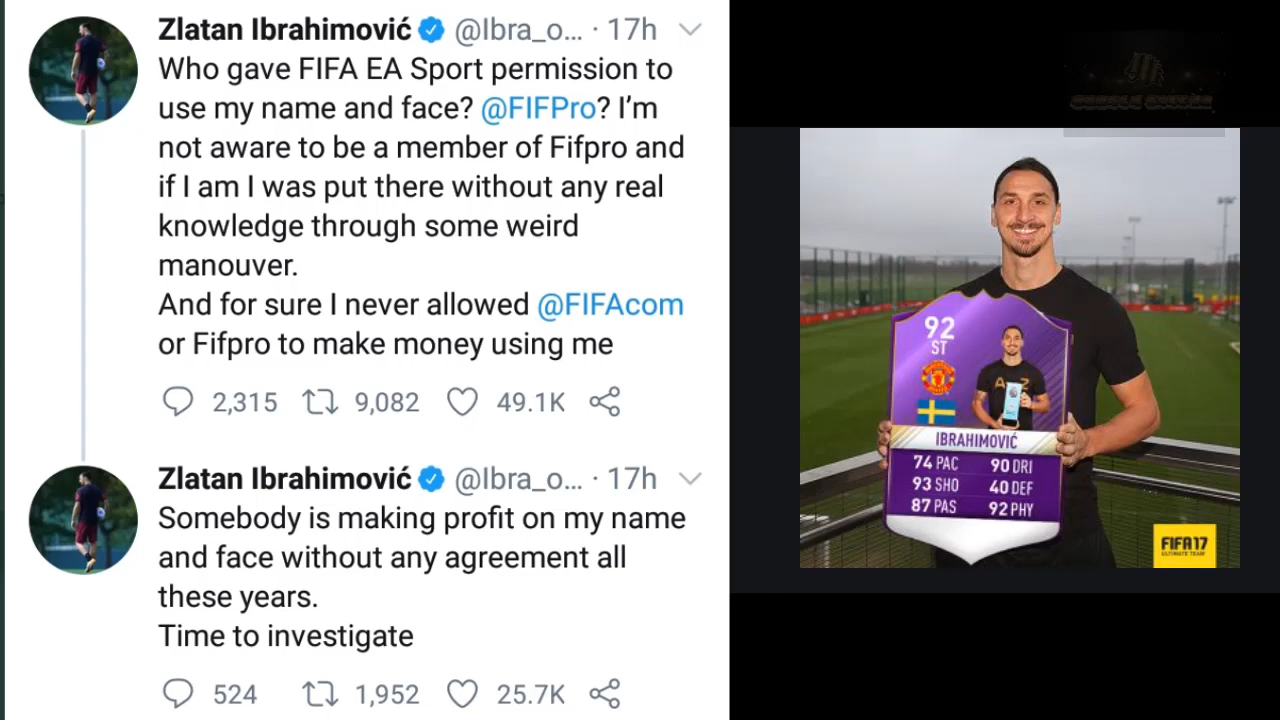 Zlatan Ibrahimović @Ibra_o... · 17h
Who gave FIFA EA Sport permission to
use my name and face? @FIFPro? I’m
not aware to be a member of Fifpro and
if I am I was put there without any real
knowledge through some weird
manouver.
And for sure I never allowed @FIFAcom
or Fifpro to make money using me
2,315 9,082 49.1K
Zlatan Ibrahimović @Ibra_o... · 17h
Somebody is making profit on my name
and face without any agreement all
these years.
Time to investigate
524 1,952 25.7K
92
ST
A Z
IBRAHIMOVIĆ
74 PAC 90 DRI
93 SHO 40 DEF
87 PAS 92 PHY
FIFA 17
ULTIMATE TEAM